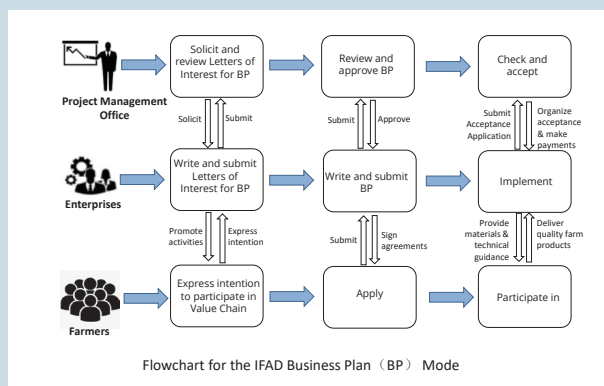 Solicit and
review Letters of
Interest for BP
Review and
approve BP
Check and
accept
Project Management
Office
Solicit
Submit
Submit
Approve
Submit
Acceptance
Application
Organize
acceptance
& make
payments
Write and submit
Letters of
Interest for BP
Write and submit
BP
Implement
Enterprises
Promote
activities
Express
intention
Submit
Sign
agreements
Provide
materials &
technical
guidance
Deliver
quality farm
products
Express intention
to participate in
Value Chain
Apply
Participate in
Farmers
Flowchart for the IFAD Business Plan（BP） Mode